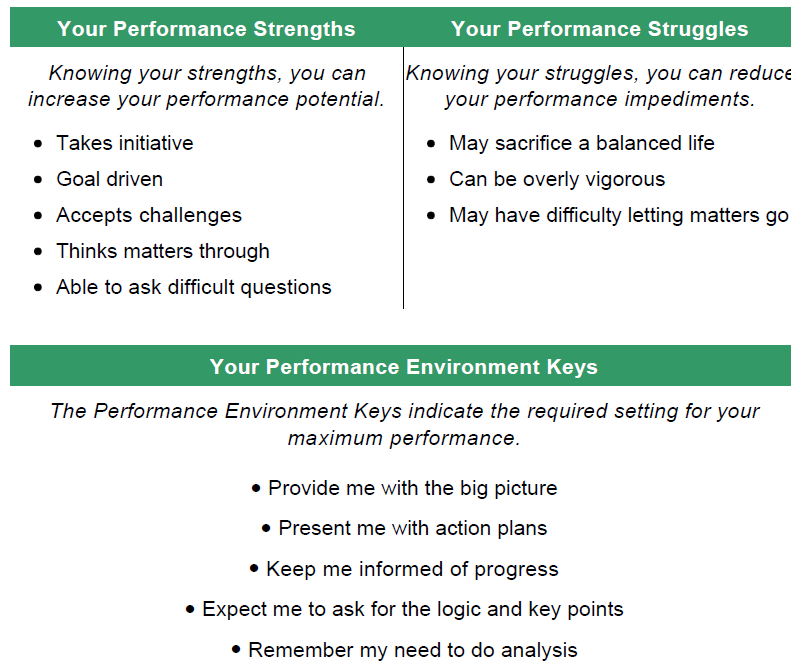 Your Performance Strengths
Knowing your strengths, you can
increase your performance potential.
• Takes initiative
• Goal driven
• Accepts challenges
• Thinks matters through
• Able to ask difficult questions
Your Performance Struggles
Knowing your struggles, you can reduce
your performance impediments.
• May sacrifice a balanced life
• Can be overly vigorous
• May have difficulty letting matters go
Your Performance Environment Keys
The Performance Environment Keys indicate the required setting for your
maximum performance.
• Provide me with the big picture
• Present me with action plans
• Keep me informed of progress
• Expect me to ask for the logic and key points
• Remember my need to do analysis